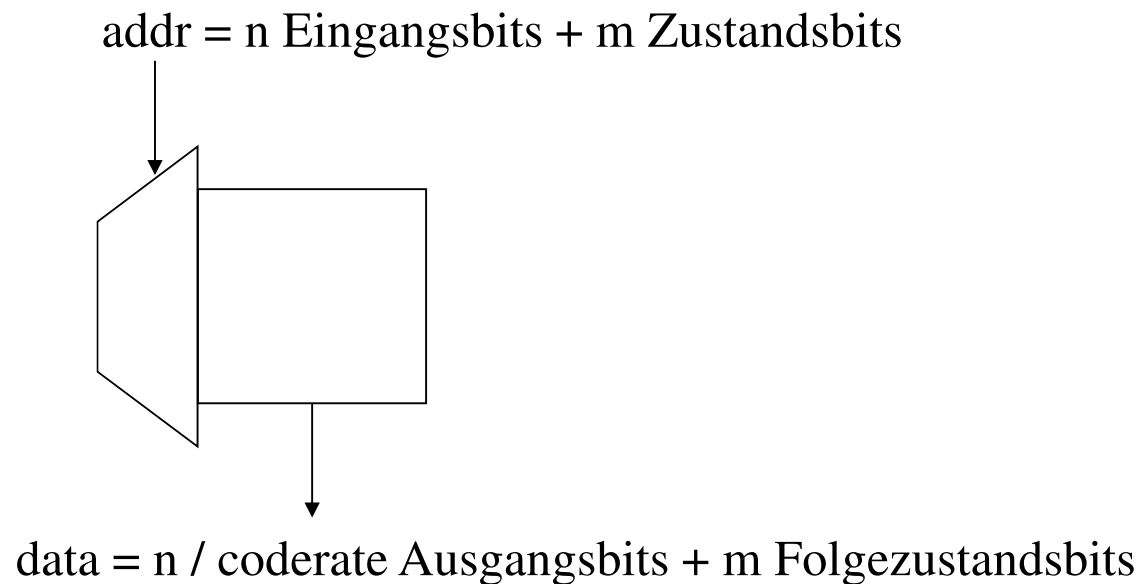 addr = n Eingangsbits + m Zustandsbits
data = n / coderate Ausgangsbits + m Folgezustandsbits